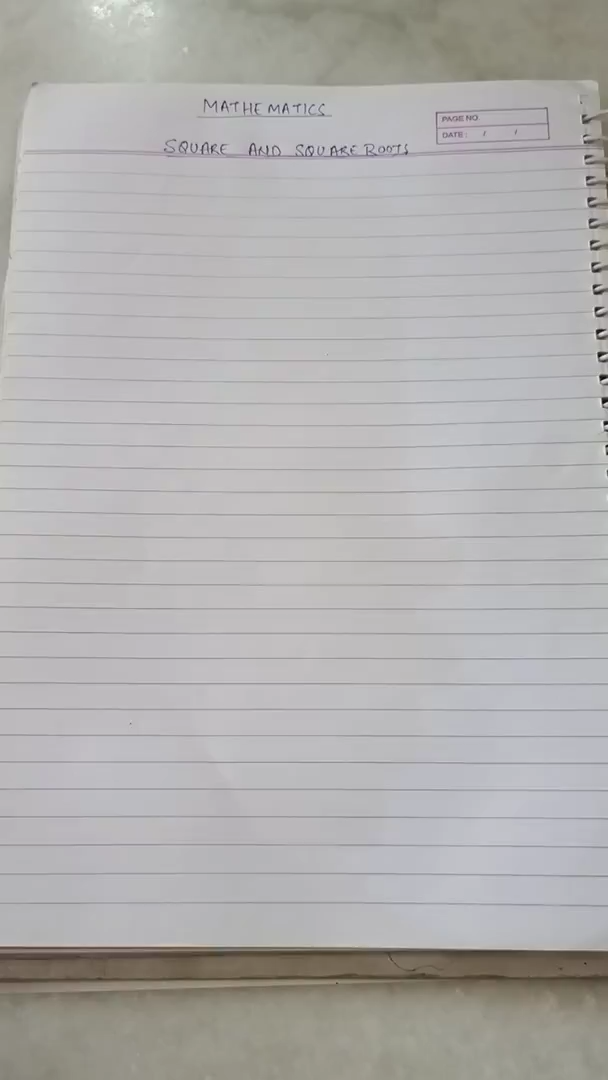 MATHEMATICS
PAGE NO.
DATE: / /
SQUARE AND SQUARE ROOTS